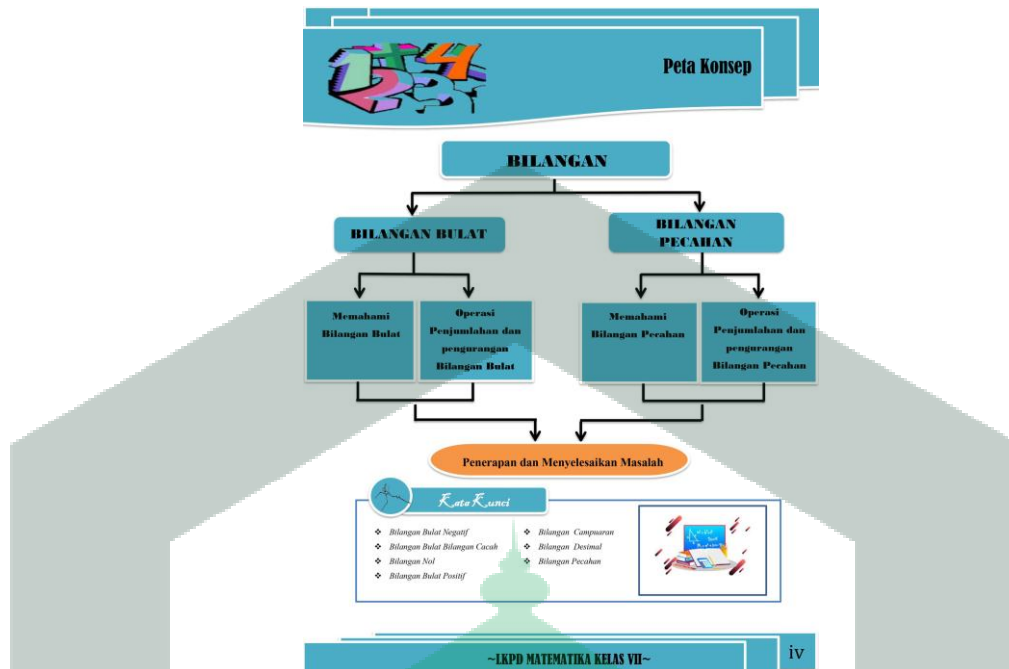 Peta Konsep
BILANGAN
BILANGAN BULAT
BILANGAN
PECAHAN
Memahami
Bilangan Bulat
Operasi
Penjumlahan dan
pengurangan
Bilangan Bulat
Memahami
Bilangan Pecahan
Operasi
Penjumlahan dan
pengurangan
Bilangan Pecahan
Penerapan dan Menyelesaikan Masalah
Kata Kunci
❖ Bilangan Bulat Negatif
❖ Bilangan Bulat Bilangan Cacah
❖ Bilangan Nol
❖ Bilangan Bulat Positif
❖ Bilangan Campuaran
❖ Bilangan Desimal
❖ Bilangan Pecahan
~LKPD MATEMATIKA KELAS VII~
iv